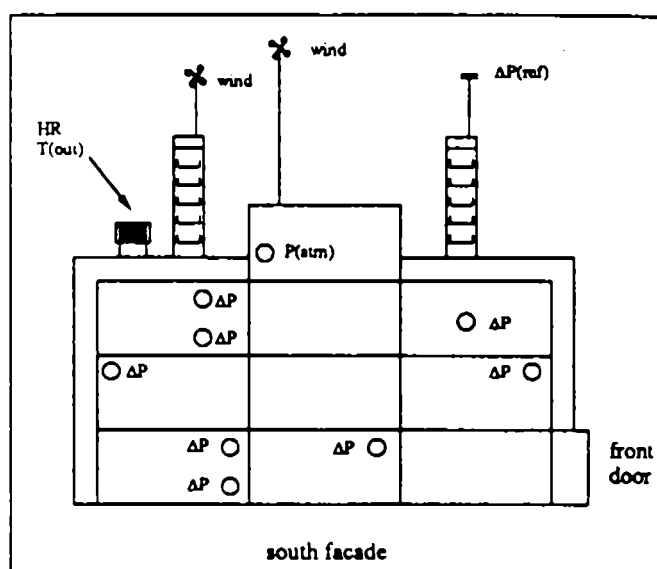 wind
wind
ΔP(ref)
HR
T(out)
P(atm)
ΔP
ΔP
ΔP
ΔP
ΔP
ΔP
ΔP
ΔP
front
door
south facade